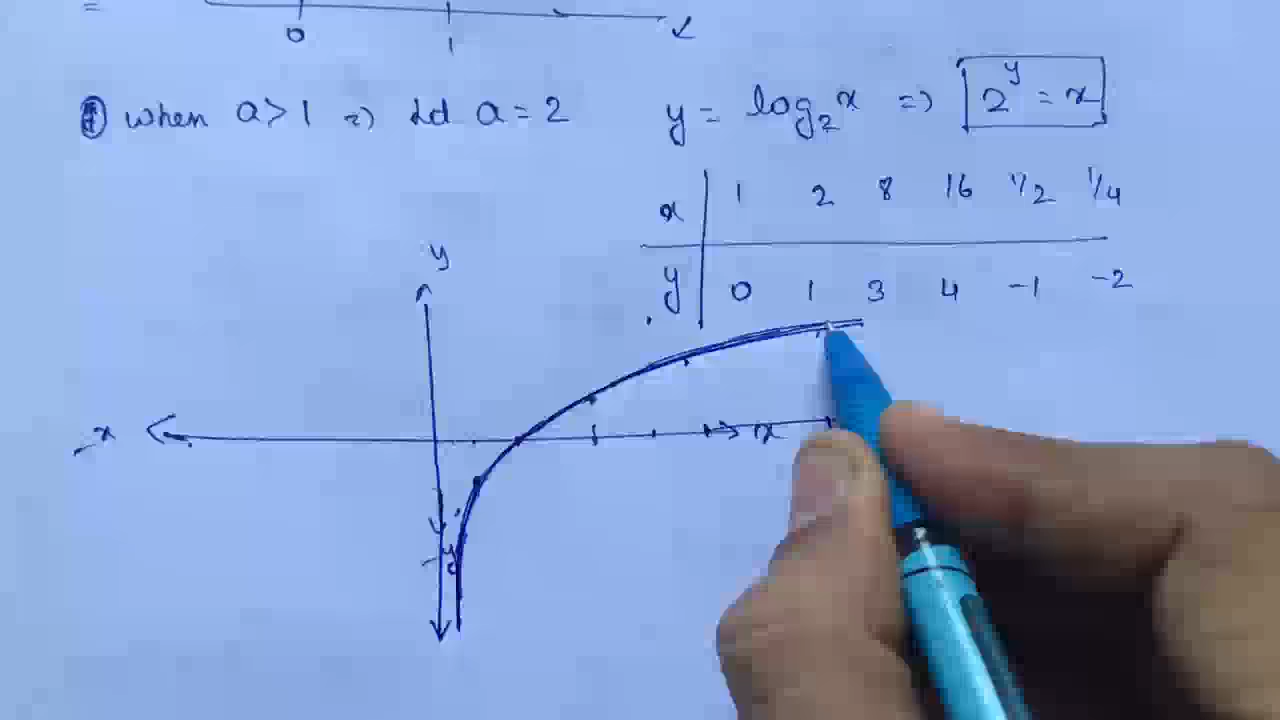 =
0 1
when a>1 => Let a = 2 y = log₂x => 2^y = x
x 1 2 8 16 1/2 1/4
y 0 1 3 4 -1 -2
y
-x x
-y